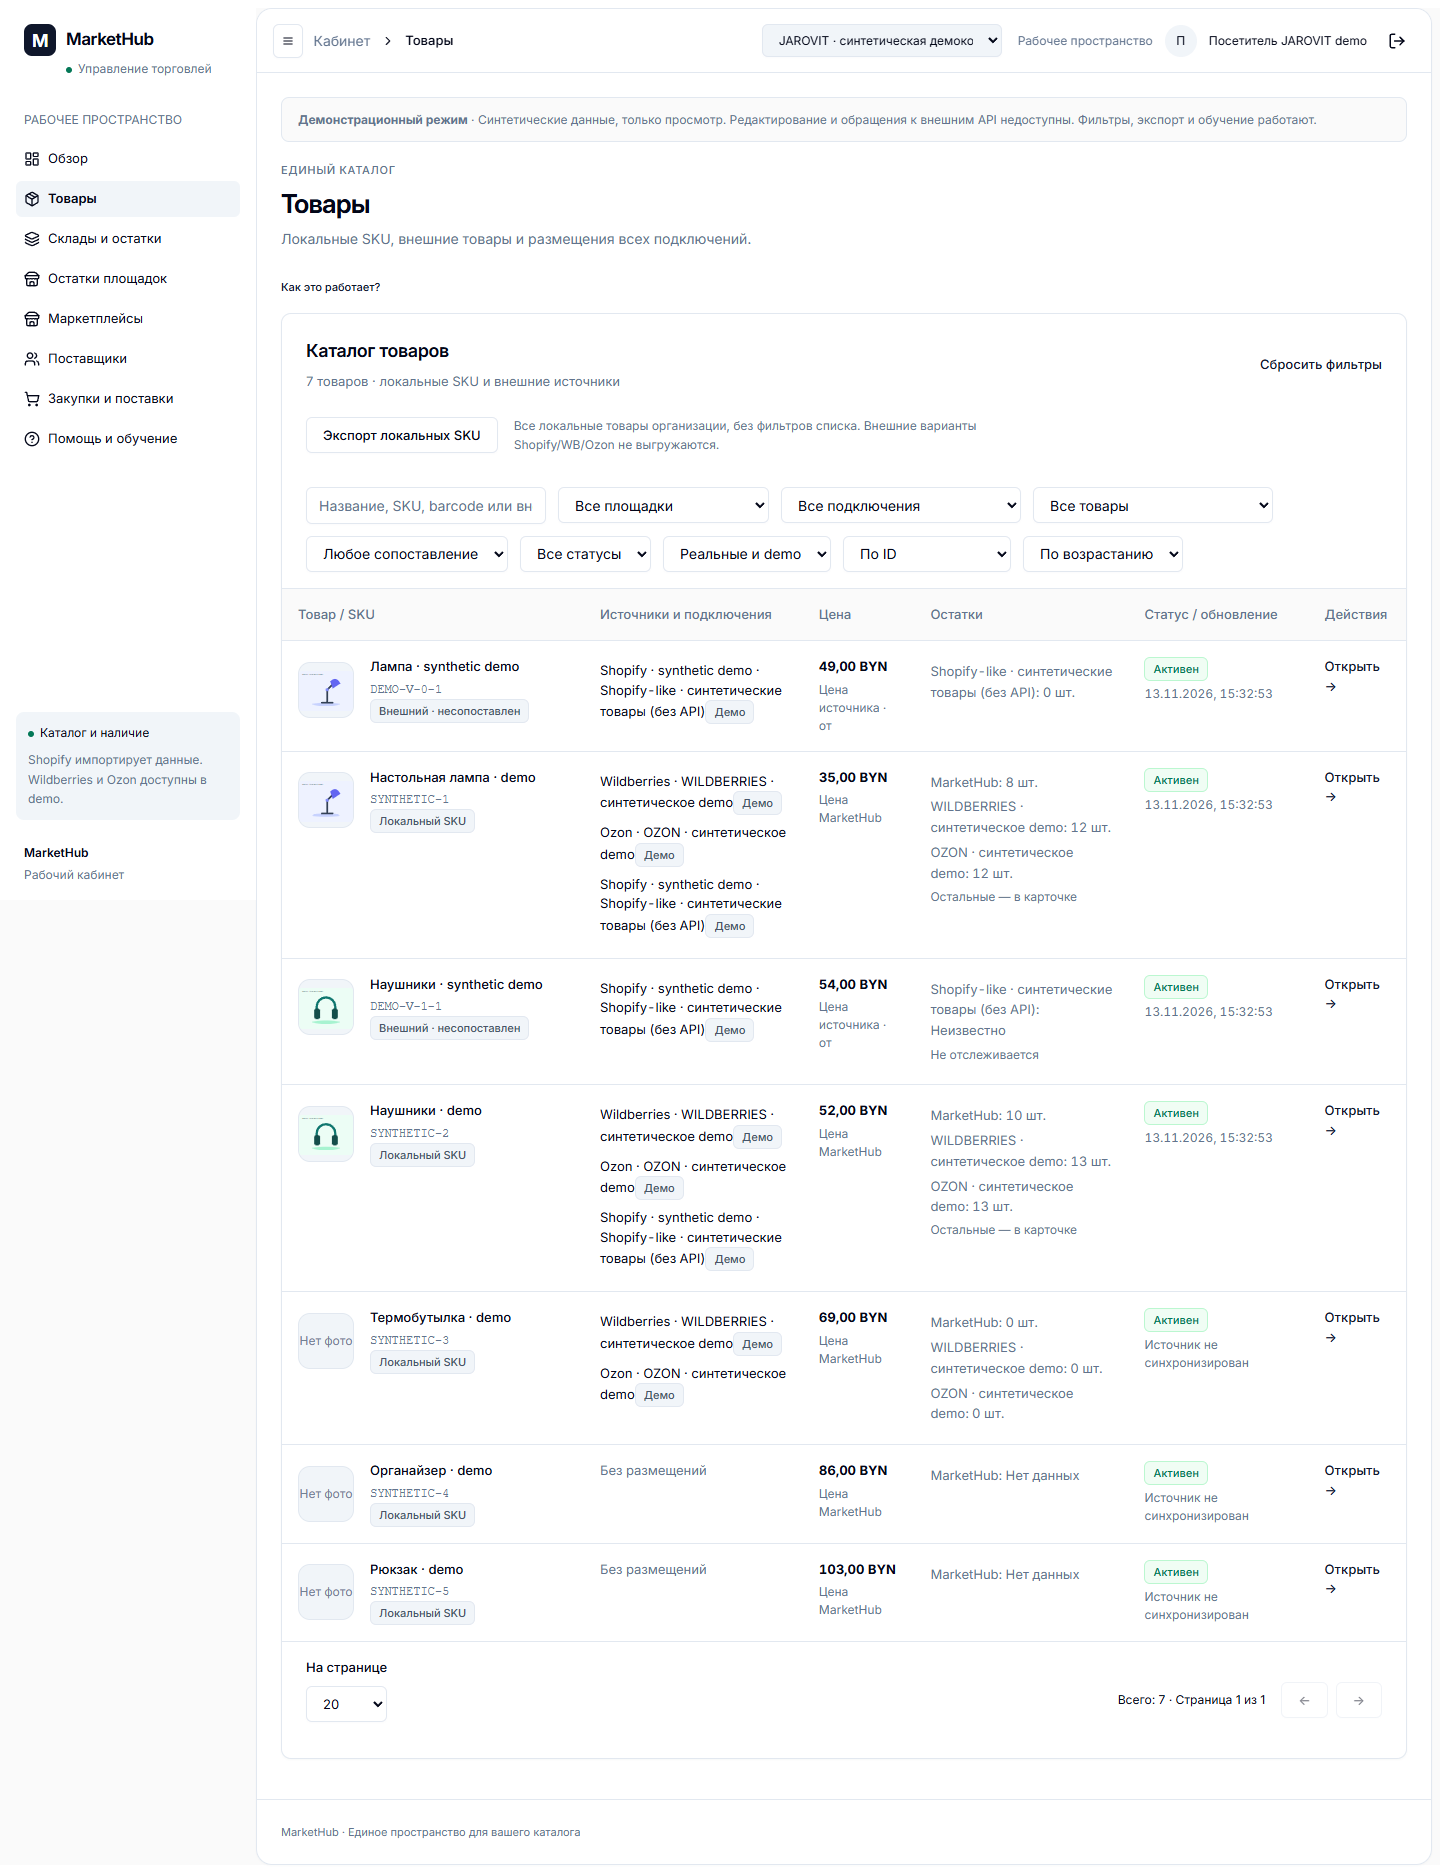 M MarketHub
Управление торговлей
РАБОЧЕЕ ПРОСТРАНСТВО
Обзор
Товары
Склады и остатки
Остатки площадок
Маркетплейсы
Поставщики
Закупки и поставки
Помощь и обучение
Каталог и наличие
Shopify импортирует данные.
Wildberries и Ozon доступны в
demo.
MarketHub
Рабочий кабинет
Кабинет > Товары
JAROVIT · синтетическая демоко
Рабочее пространство
П
Посетитель JAROVIT demo
Демонстрационный режим · Синтетические данные, только просмотр. Редактирование и обращения к внешним API недоступны. Фильтры, экспорт и обучение работают.
ЕДИНЫЙ КАТАЛОГ
Товары
Локальные SKU, внешние товары и размещения всех подключений.
Как это работает?
Каталог товаров
7 товаров · локальные SKU и внешние источники
Сбросить фильтры
Экспорт локальных SKU
Все локальные товары организации, без фильтров списка. Внешние варианты
Shopify/WB/Ozon не выгружаются.
Название, SKU, barcode или вн
Все площадки
Все подключения
Все товары
Любое сопоставление
Все статусы
Реальные и demo
По ID
По возрастанию
Товар / SKU
Источники и подключения
Цена
Остатки
Статус / обновление
Действия
Лампа · synthetic demo
DEMO-V-0-1
Внешний · несопоставлен
Shopify · synthetic demo ·
Shopify-like · синтетические
товары (без API) Демо
49,00 BYN
Цена
источника ·
от
Shopify-like · синтетические
товары (без API): 0 шт.
Активен
13.11.2026, 15:32:53
Открыть
→
Настольная лампа · demo
SYNTHETIC-1
Локальный SKU
Wildberries · WILDBERRIES ·
синтетическое demo Демо
Ozon · OZON · синтетическое
demo Демо
Shopify · synthetic demo ·
Shopify-like · синтетические
товары (без API) Демо
35,00 BYN
Цена
MarketHub
MarketHub: 8 шт.
WILDBERRIES ·
синтетическое demo: 12 шт.
OZON · синтетическое
demo: 12 шт.
Остальные — в карточке
Активен
13.11.2026, 15:32:53
Открыть
→
Наушники · synthetic demo
DEMO-V-1-1
Внешний · несопоставлен
Shopify · synthetic demo ·
Shopify-like · синтетические
товары (без API) Демо
54,00 BYN
Цена
источника ·
от
Shopify-like · синтетические
товары (без API):
Неизвестно
Не отслеживается
Активен
13.11.2026, 15:32:53
Открыть
→
Наушники · demo
SYNTHETIC-2
Локальный SKU
Wildberries · WILDBERRIES ·
синтетическое demo Демо
Ozon · OZON · синтетическое
demo Демо
Shopify · synthetic demo ·
Shopify-like · синтетические
товары (без API) Демо
52,00 BYN
Цена
MarketHub
MarketHub: 10 шт.
WILDBERRIES ·
синтетическое demo: 13 шт.
OZON · синтетическое
demo: 13 шт.
Остальные — в карточке
Активен
13.11.2026, 15:32:53
Открыть
→
Нет фото
Термобутылка · demo
SYNTHETIC-3
Локальный SKU
Wildberries · WILDBERRIES ·
синтетическое demo Демо
Ozon · OZON · синтетическое
demo Демо
69,00 BYN
Цена
MarketHub
MarketHub: 0 шт.
WILDBERRIES ·
синтетическое demo: 0 шт.
OZON · синтетическое
demo: 0 шт.
Активен
Источник не
синхронизирован
Открыть
→
Нет фото
Органайзер · demo
SYNTHETIC-4
Локальный SKU
Без размещений
86,00 BYN
Цена
MarketHub
MarketHub: Нет данных
Активен
Источник не
синхронизирован
Открыть
→
Нет фото
Рюкзак · demo
SYNTHETIC-5
Локальный SKU
Без размещений
103,00 BYN
Цена
MarketHub
MarketHub: Нет данных
Активен
Источник не
синхронизирован
Открыть
→
На странице
20
Всего: 7 · Страница 1 из 1
←
→
MarketHub · Единое пространство для вашего каталога